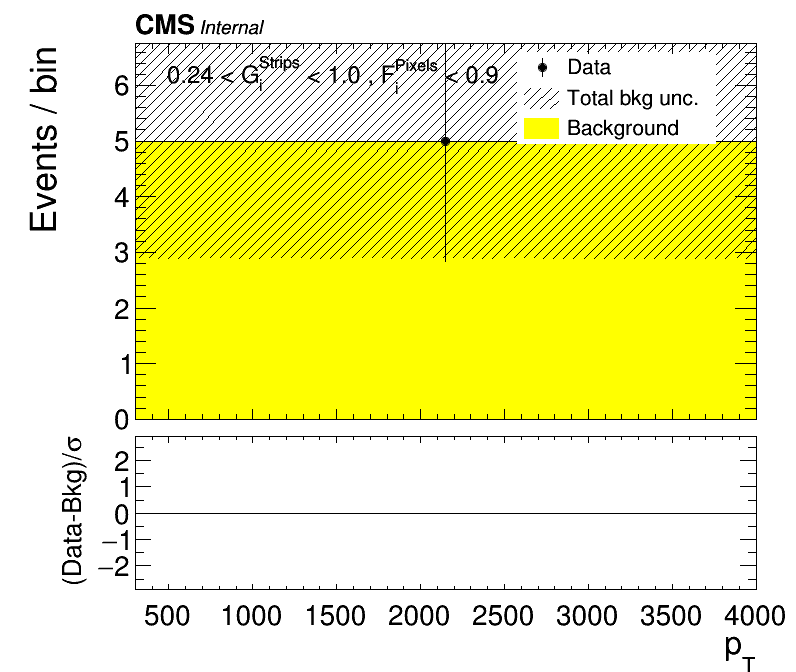 CMS Internal
Events / bin
0.24 < G_i^Strips < 1.0 , F_i^Pixels < 0.9
Data
Total bkg unc.
Background
6
5
4
3
2
1
0
(Data-Bkg)/σ
2
1
0
−1
−2
500 1000 1500 2000 2500 3000 3500 4000
p_T